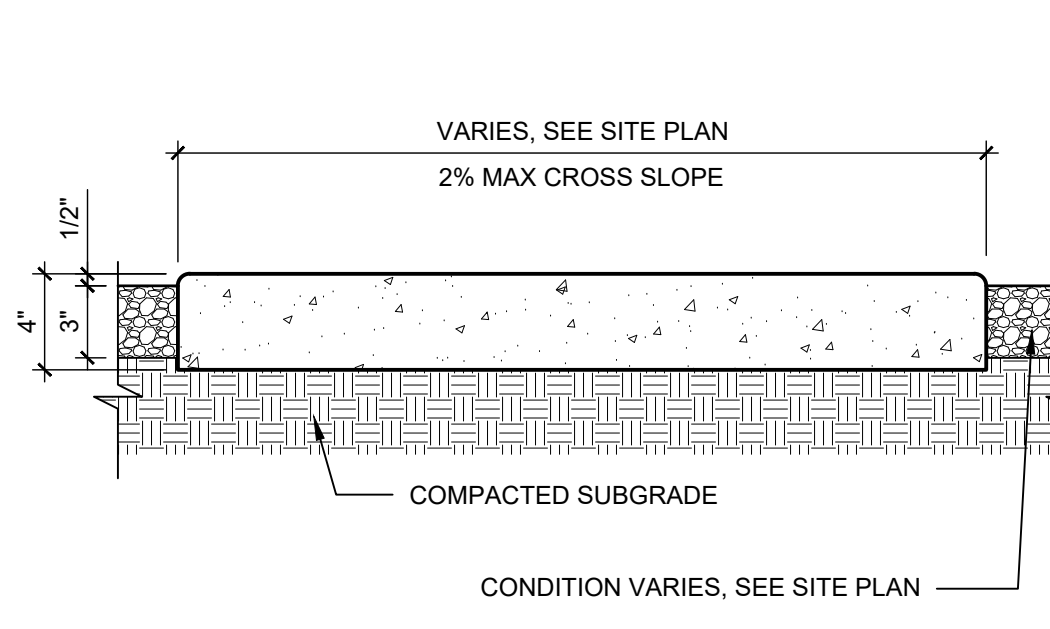 VARIES, SEE SITE PLAN
2% MAX CROSS SLOPE
1/2"
4"
3"
COMPACTED SUBGRADE
CONDITION VARIES, SEE SITE PLAN